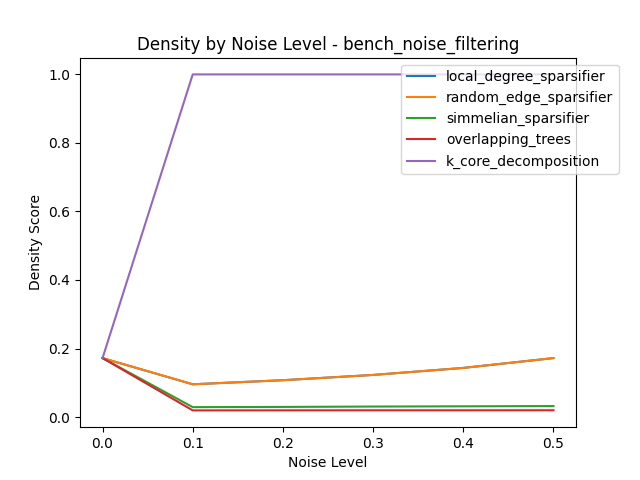 Density by Noise Level - bench_noise_filtering
local_degree_sparsifier
random_edge_sparsifier
simmelian_sparsifier
overlapping_trees
k_core_decomposition
Density Score
1.0
0.8
0.6
0.4
0.2
0.0
0.0 0.1 0.2 0.3 0.4 0.5
Noise Level